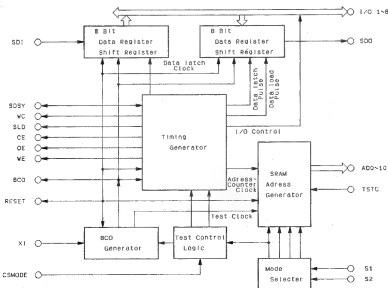 I/O 1~8
8 Bit
Data Register
Shift Register
8 Bit
Data Register
Shift Register
SDI
SDO
Data latch
Clock
Data latch
Pulse
Data load
Pulse
I/O Control
SDSY
WC
SLD
CE
OE
WE
BCO
RESET
XI
CSMODE
Timing
Generator
Adress-
Counter
Clock
SRAM
Adress
Generator
AD0~10
TSTC
Test Clock
BCO
Generator
Test Control
Logic
Mode
Selecter
S1
S2